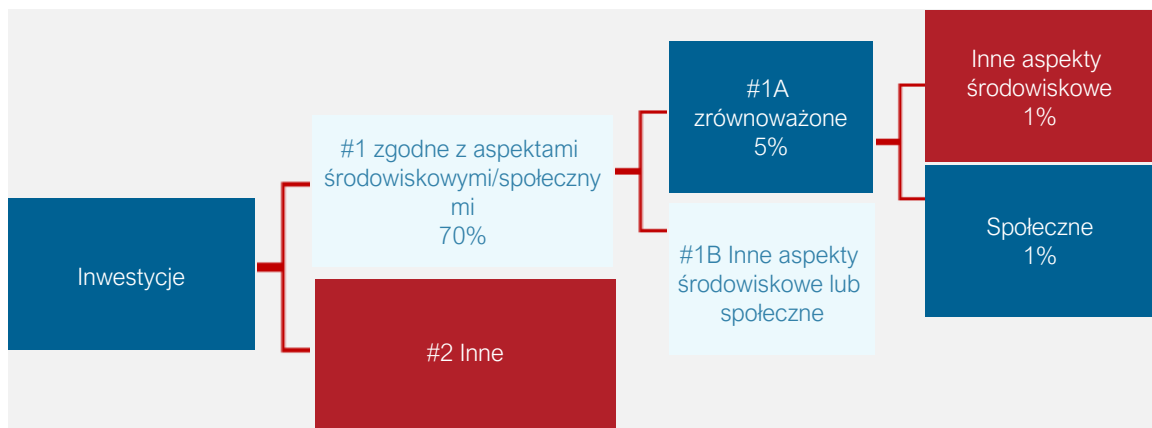 Inwestycje
#1 zgodne z aspektami
środowiskowymi/społeczny
mi
70%
#2 Inne
#1A
zrównoważone
5%
#1B Inne aspekty
środowiskowe lub
społeczne
Inne aspekty
środowiskowe
1%
Społeczne
1%